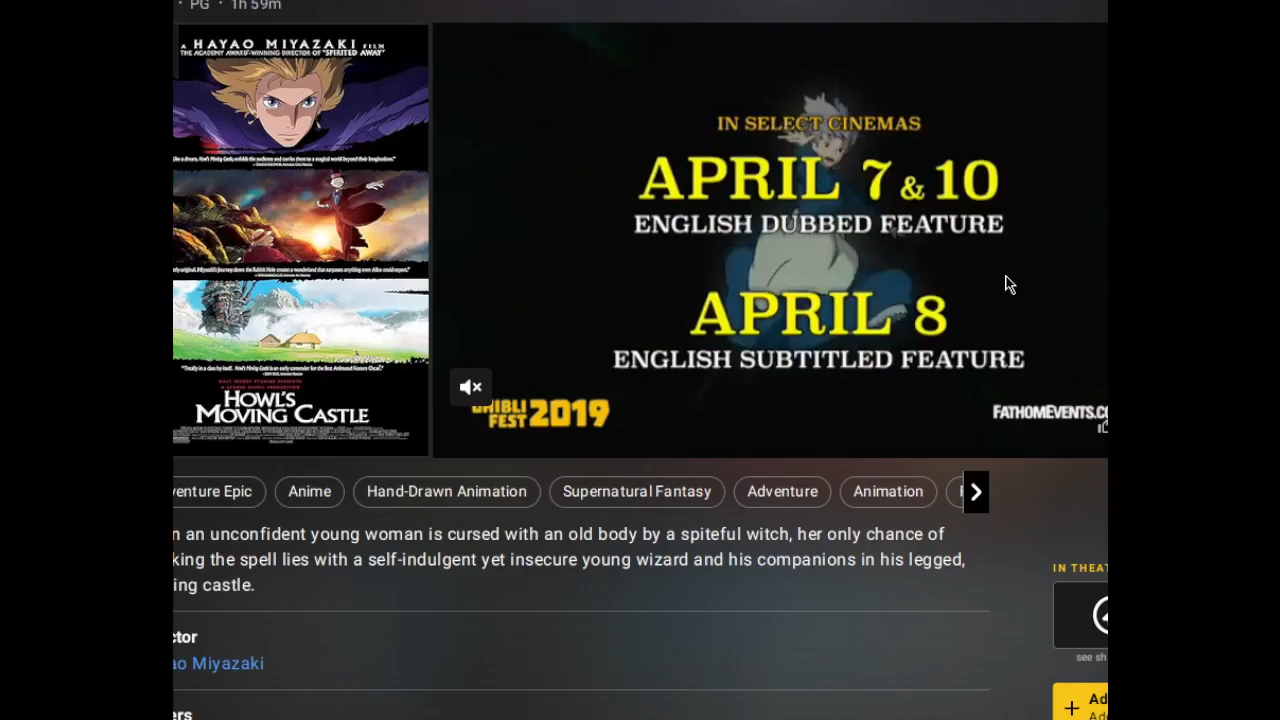 · PG · 1h 59m
A HAYAO MIYAZAKI FILM
THE ACADEMY AWARD®-WINNING DIRECTOR OF "SPIRITED AWAY"
HOWL'S
MOVING CASTLE
IN SELECT CINEMAS
APRIL 7 & 10
ENGLISH DUBBED FEATURE
APRIL 8
ENGLISH SUBTITLED FEATURE
GHIBLI
FEST 2019
FATHOMEVENTS.CO
venture Epic
Anime
Hand-Drawn Animation
Supernatural Fantasy
Adventure
Animation
n an unconfident young woman is cursed with an old body by a spiteful witch, her only chance of
king the spell lies with a self-indulgent yet insecure young wizard and his companions in his legged,
ing castle.
IN THEAT
see sh
ctor
ao Miyazaki
ers
+ Ad